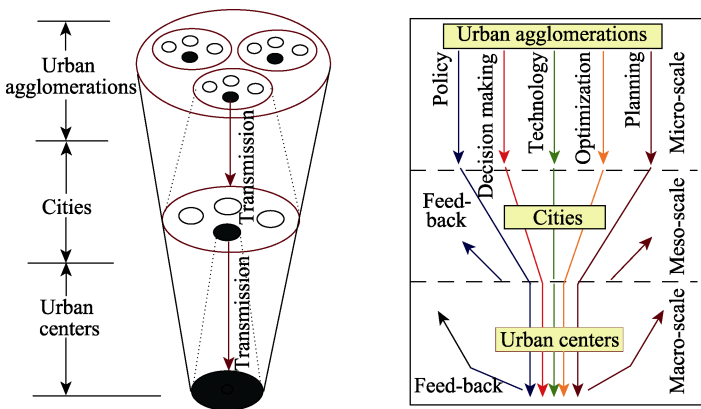 Urban
agglomerations
Cities
Urban
centers
Transmission
Transmission
Urban agglomerations
Policy
Decision making
Technology
Optimization
Planning
Micro-scale
Feed-
back
Cities
Meso-scale
Urban centers
Feed-back
Macro-scale